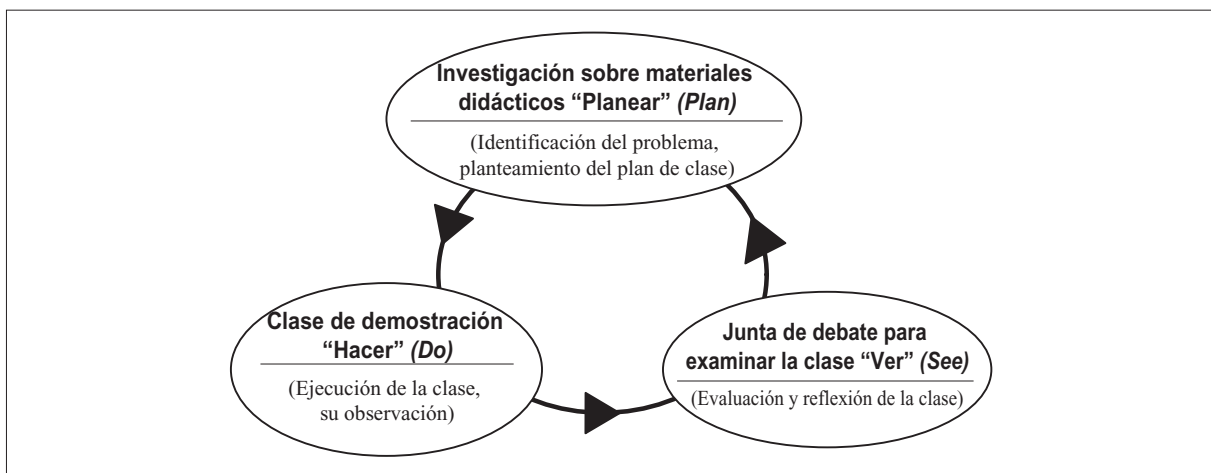 Investigación sobre materiales
didácticos “Planear” (Plan)
(Identificación del problema,
planteamiento del plan de clase)
Clase de demostración
“Hacer” (Do)
(Ejecución de la clase,
su observación)
Junta de debate para
examinar la clase “Ver” (See)
(Evaluación y reflexión de la clase)